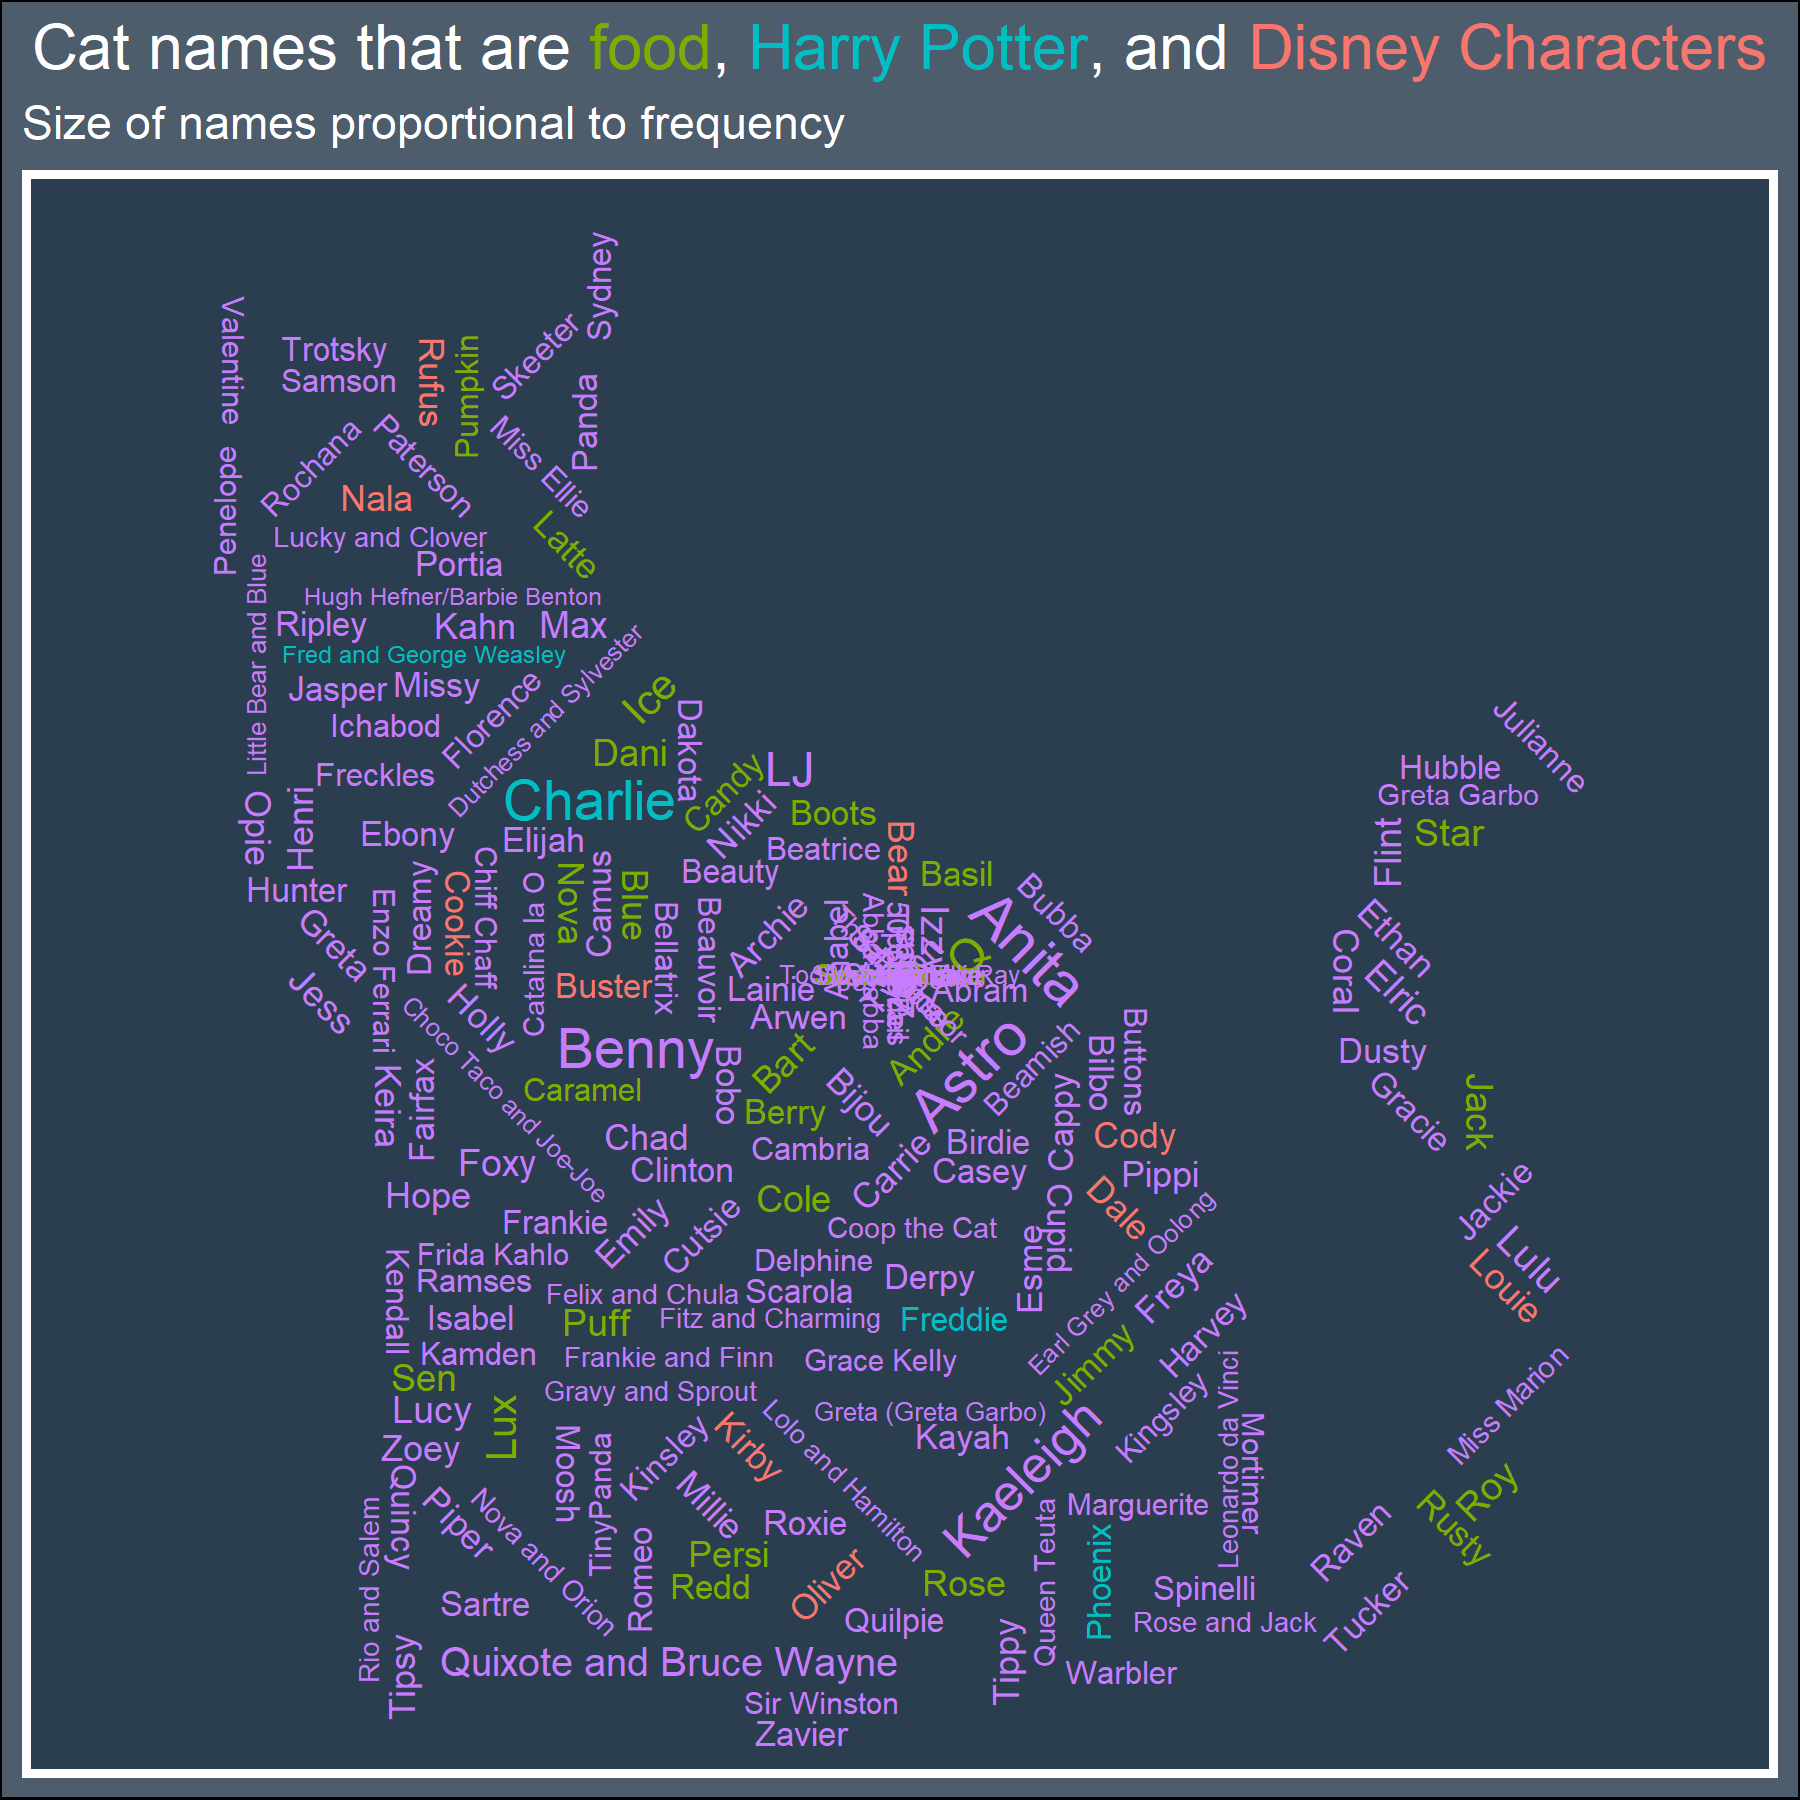 Cat names that are food, Harry Potter, and Disney Characters
Size of names proportional to frequency
Sydney
Valentine
Trotsky
Samson
Rufus
Pumpkin
Skeeter
Panda
Penelope
Rochana
Paterson
Miss Ellie
Nala
Latte
Lucky and Clover
Portia
Little Bear and Blue
Hugh Hefner/Barbie Benton
Ripley
Kahn
Max
Fred and George Weasley
Dutchess and Sylvester
Jasper
Missy
Florence
Ice
Ichabod
Dakota
Dani
Freckles
Charlie
Candy
LJ
Nikki
Boots
Opie
Henri
Ebony
Elijah
Beatrice
Beauty
Bear
Basil
Hunter
Greta
Jess
Enzo Ferrari
Dreamy
Cookie
Chiff Chaff
Catalina la O
Nova
Camus
Blue
Bellatrix
Beauvoir
Archie
Izzy
Q
Anita
Bubba
Buster
Lainie
Abram
Arwen
Holly
Choco Taco and Joe-Joe
Benny
Bobo
Bart
Andre
Astro
Beamish
Bilbo
Buttons
Keira
Fairfax
Caramel
Berry
Bijou
Cappy
Chad
Cambria
Birdie
Cody
Foxy
Clinton
Carrie
Casey
Pippi
Hope
Cole
Cupid
Dale
Frankie
Emily
Cutsie
Coop the Cat
Esme
Earl Grey and Oolong
Frida Kahlo
Delphine
Derpy
Freya
Kendall
Ramses
Felix and Chula
Scarola
Isabel
Puff
Fitz and Charming
Freddie
Harvey
Kamden
Frankie and Finn
Grace Kelly
Jimmy
Sen
Gravy and Sprout
Lucy
Lux
Lolo and Hamilton
Greta (Greta Garbo)
Kingsley
Leonardo da Vinci
Mortimer
Zoey
Moosh
TinyPanda
Kinsley
Kirby
Kayah
Kaeleigh
Quincy
Piper
Nova and Orion
Millie
Roxie
Marguerite
Rio and Salem
Romeo
Persi
Redd
Oliver
Rose
Queen Teuta
Phoenix
Spinelli
Sartre
Quilpie
Rose and Jack
Tipsy
Quixote and Bruce Wayne
Tippy
Warbler
Sir Winston
Zavier
Julianne
Hubble
Greta Garbo
Flint
Star
Ethan
Coral
Elric
Dusty
Gracie
Jack
Jackie
Lulu
Louie
Miss Marion
Roy
Rusty
Raven
Tucker